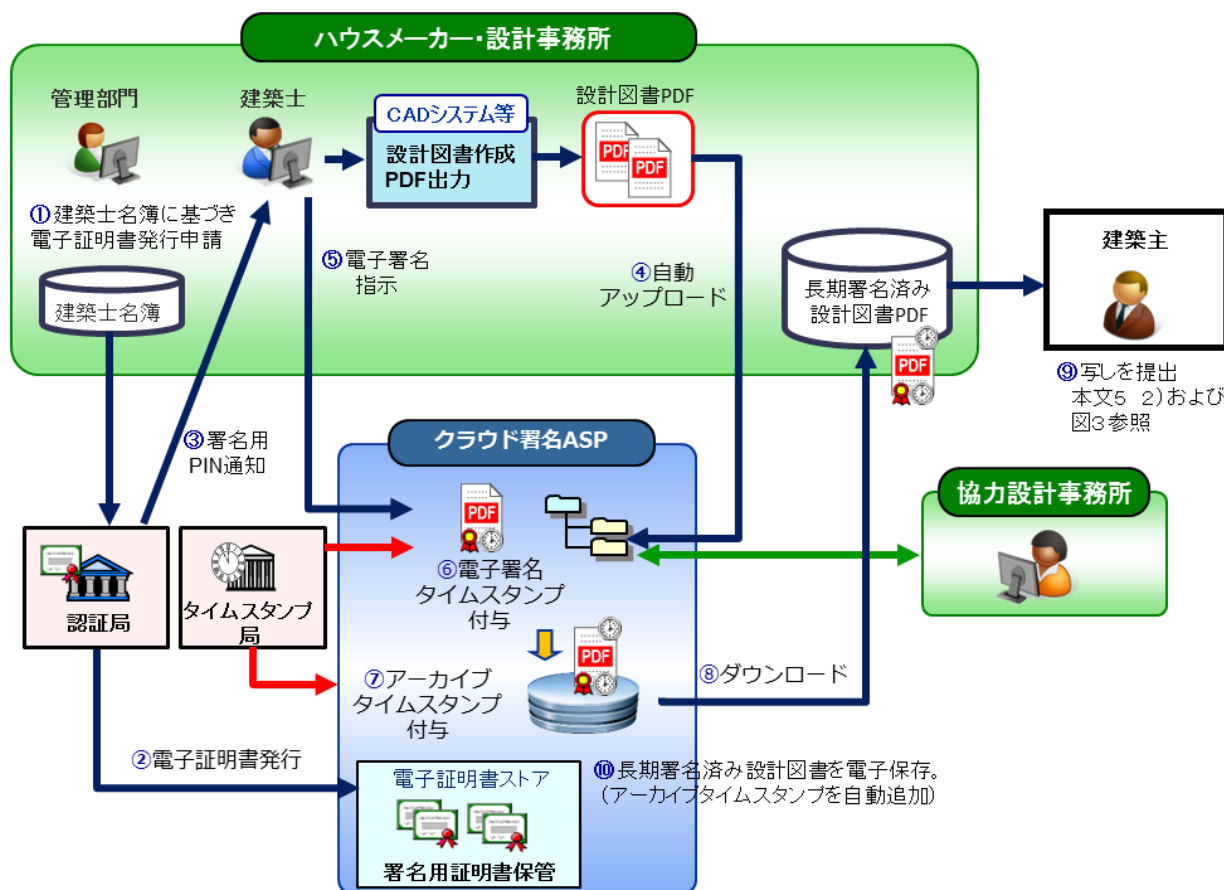 ハウスメーカー・設計事務所
管理部門
建築士
CADシステム等
設計図書作成
PDF出力
設計図書PDF
PDF
PDF
①建築士名簿に基づき
電子証明書発行申請
建築士名簿
⑤電子署名
指示
④自動
アップロード
長期署名済み
設計図書PDF
PDF
建築主
⑨写しを提出
本文5 2)および
図3参照
③署名用
PIN通知
クラウド署名ASP
PDF
協力設計事務所
認証局
タイムスタンプ
局
⑥電子署名
タイムスタンプ
付与
PDF
⑦アーカイブ
タイムスタンプ
付与
⑧ダウンロード
②電子証明書発行
電子証明書ストア
署名用証明書保管
⑩長期署名済み設計図書を電子保存。
(アーカイブタイムスタンプを自動追加)